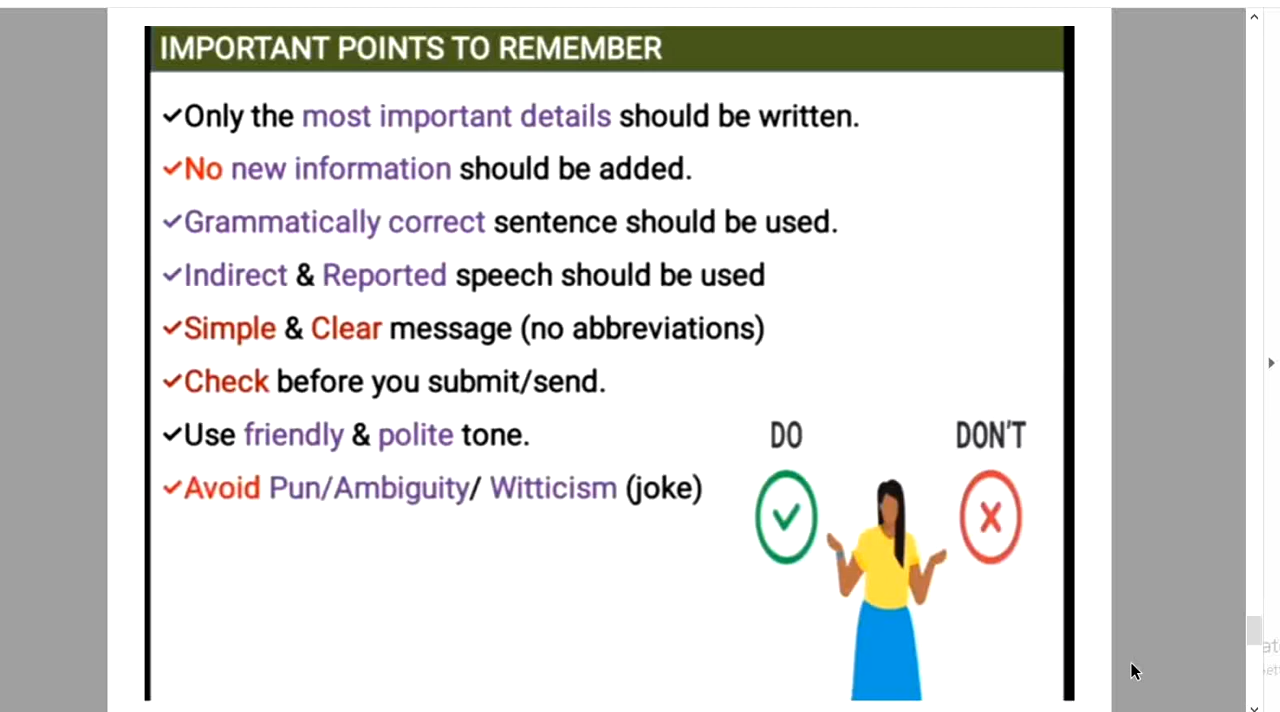 IMPORTANT POINTS TO REMEMBER
✓Only the most important details should be written.
✓No new information should be added.
✓Grammatically correct sentence should be used.
✓Indirect & Reported speech should be used
✓Simple & Clear message (no abbreviations)
✓Check before you submit/send.
✓Use friendly & polite tone.
✓Avoid Pun/Ambiguity/ Witticism (joke)
DO DON'T